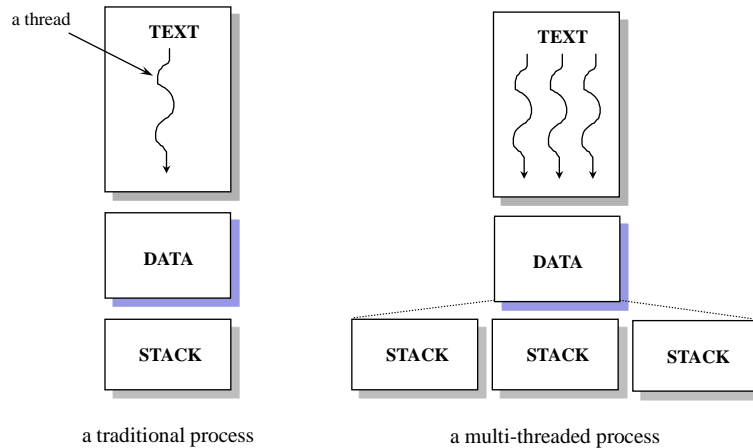 a thread
TEXT
TEXT
DATA
DATA
STACK
STACK
STACK
STACK
a traditional process
a multi-threaded process